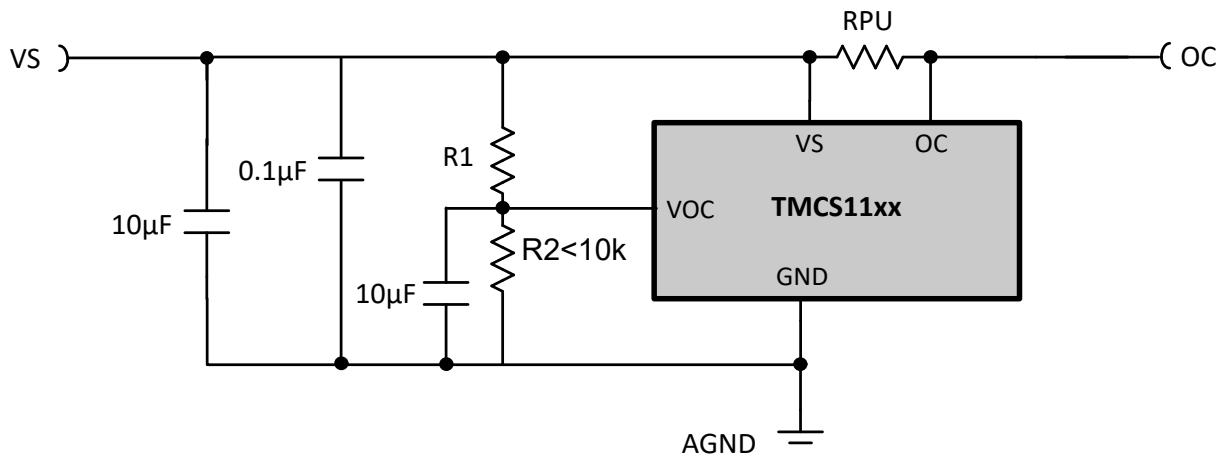 RPU
VS
OC
VS
OC
R1
0.1µF
VOC
TMCS11xx
10µF
R2<10k
GND
10µF
AGND